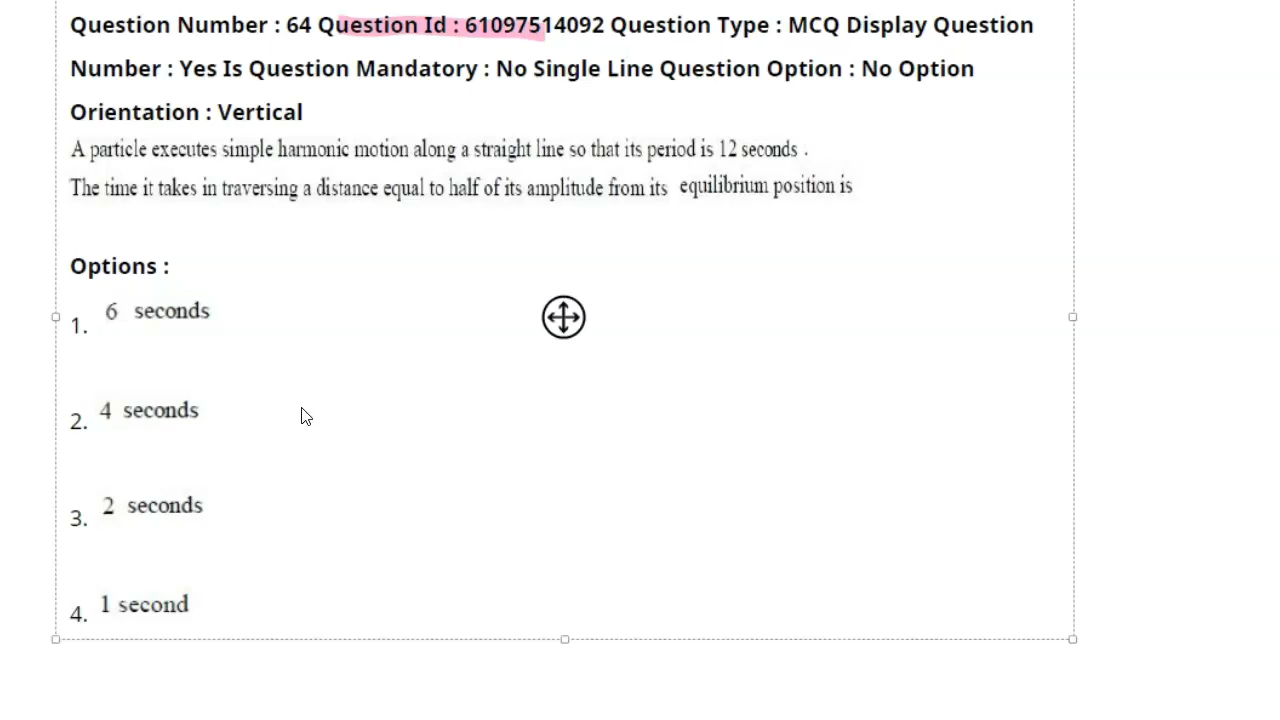 Question Number : 64 Question Id : 61097514092 Question Type : MCQ Display Question
Number : Yes Is Question Mandatory : No Single Line Question Option : No Option
Orientation : Vertical
A particle executes simple harmonic motion along a straight line so that its period is 12 seconds .
The time it takes in traversing a distance equal to half of its amplitude from its equilibrium position is
Options :
1. 6 seconds
2. 4 seconds
3. 2 seconds
4. 1 second